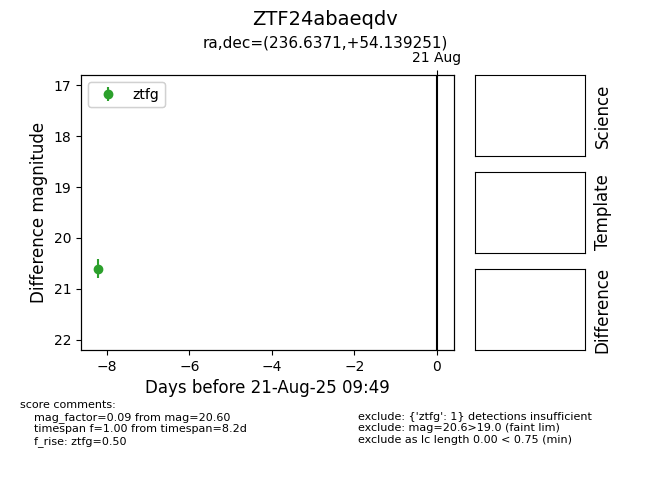 ZTF24abaeqdv
ra,dec=(236.6371,+54.139251)
21 Aug
ztfg
17
18
19
20
21
22
Difference magnitude
−8
−6
−4
−2
0
Days before 21-Aug-25 09:49
Science
Template
Difference
score comments:
mag_factor=0.09 from mag=20.60
timespan f=1.00 from timespan=8.2d
f_rise: ztfg=0.50
exclude: {'ztfg': 1} detections insufficient
exclude: mag=20.6>19.0 (faint lim)
exclude as lc length 0.00 < 0.75 (min)